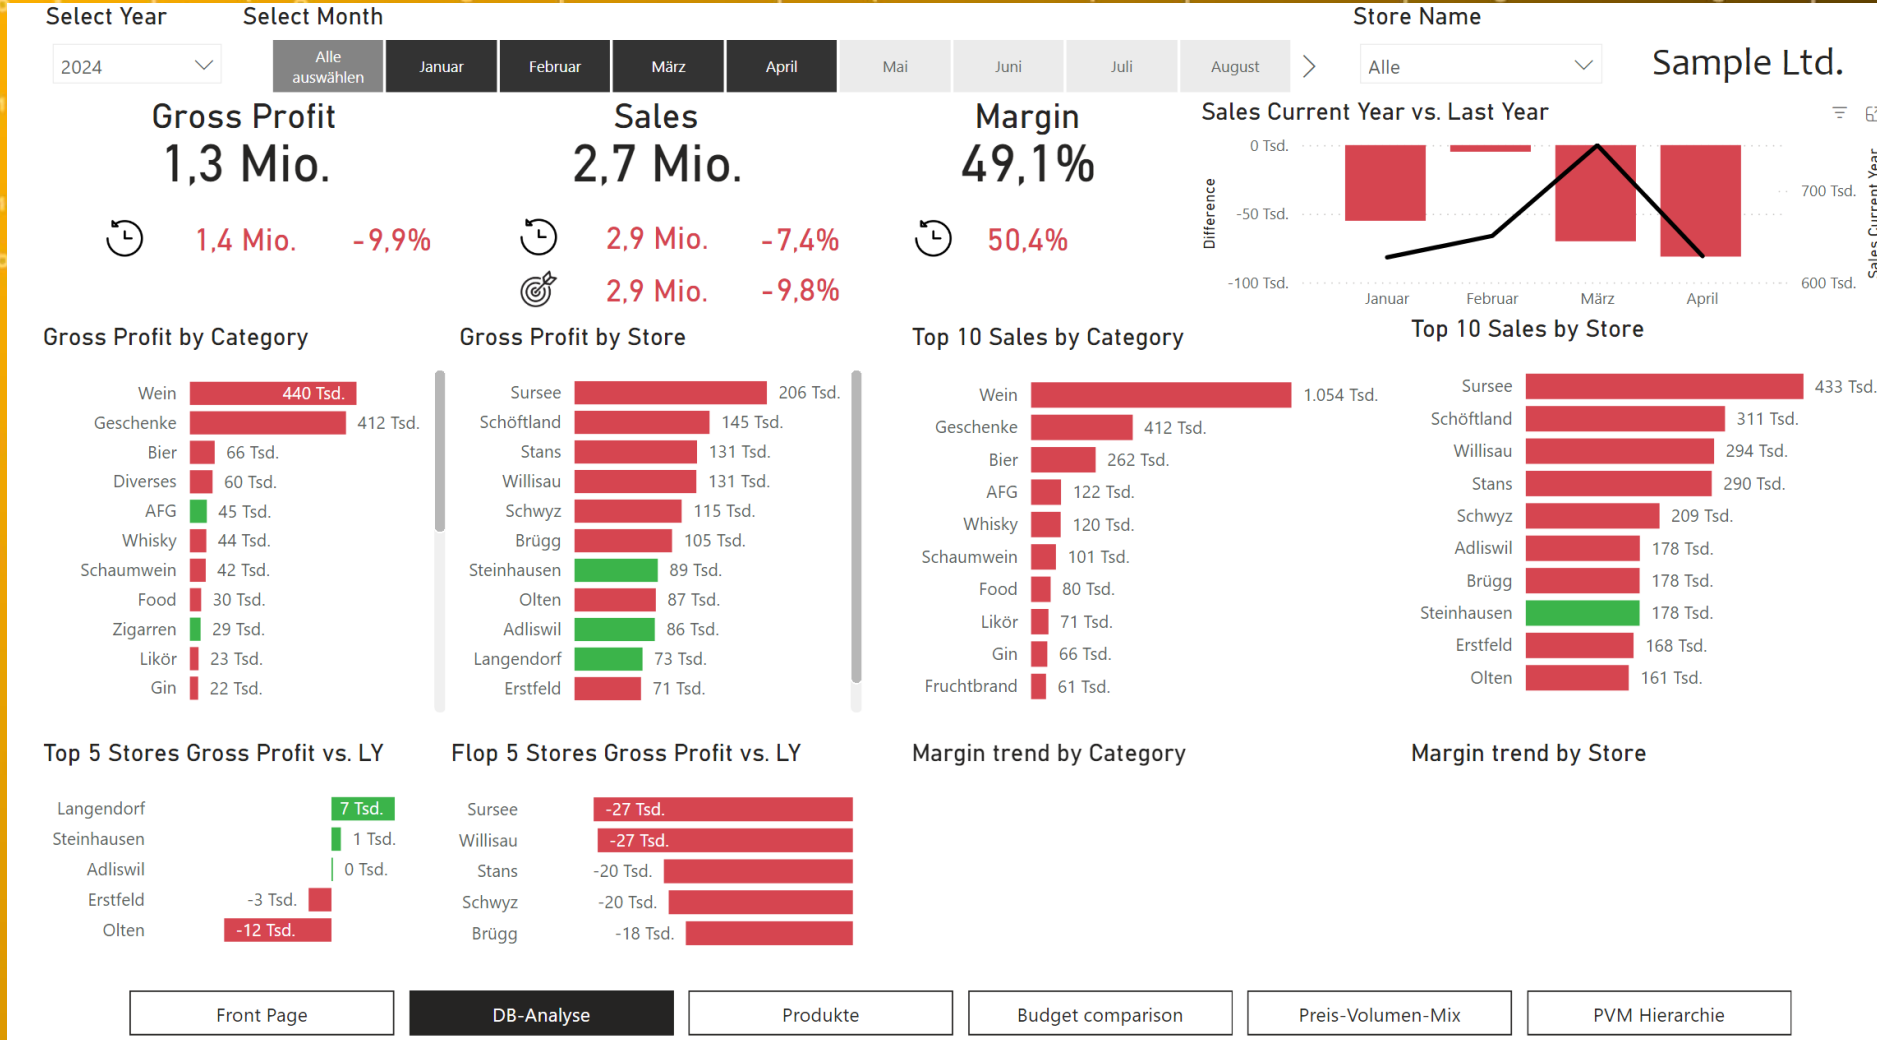 Select Year
Select Month
Store Name
2024
Alle
auswählen
Januar
Februar
März
April
Mai
Juni
Juli
August
Alle
Sample Ltd.
Gross Profit
1,3 Mio.
1,4 Mio.
-9,9%
Sales
2,7 Mio.
2,9 Mio.
-7,4%
2,9 Mio.
-9,8%
Margin
49,1%
50,4%
Sales Current Year vs. Last Year
Difference
0 Tsd.
-50 Tsd.
-100 Tsd.
700 Tsd.
600 Tsd.
Sales Current Year
Januar
Februar
März
April
Gross Profit by Category
Wein 440 Tsd.
Geschenke 412 Tsd.
Bier 66 Tsd.
Diverses 60 Tsd.
AFG 45 Tsd.
Whisky 44 Tsd.
Schaumwein 42 Tsd.
Food 30 Tsd.
Zigarren 29 Tsd.
Likör 23 Tsd.
Gin 22 Tsd.
Gross Profit by Store
Sursee 206 Tsd.
Schöftland 145 Tsd.
Stans 131 Tsd.
Willisau 131 Tsd.
Schwyz 115 Tsd.
Brügg 105 Tsd.
Steinhausen 89 Tsd.
Olten 87 Tsd.
Adliswil 86 Tsd.
Langendorf 73 Tsd.
Erstfeld 71 Tsd.
Top 10 Sales by Category
Wein 1.054 Tsd.
Geschenke 412 Tsd.
Bier 262 Tsd.
AFG 122 Tsd.
Whisky 120 Tsd.
Schaumwein 101 Tsd.
Food 80 Tsd.
Likör 71 Tsd.
Gin 66 Tsd.
Fruchtbrand 61 Tsd.
Top 10 Sales by Store
Sursee 433 Tsd.
Schöftland 311 Tsd.
Willisau 294 Tsd.
Stans 290 Tsd.
Schwyz 209 Tsd.
Adliswil 178 Tsd.
Brügg 178 Tsd.
Steinhausen 178 Tsd.
Erstfeld 168 Tsd.
Olten 161 Tsd.
Top 5 Stores Gross Profit vs. LY
Langendorf 7 Tsd.
Steinhausen 1 Tsd.
Adliswil 0 Tsd.
Erstfeld -3 Tsd.
Olten -12 Tsd.
Flop 5 Stores Gross Profit vs. LY
Sursee -27 Tsd.
Willisau -27 Tsd.
Stans -20 Tsd.
Schwyz -20 Tsd.
Brügg -18 Tsd.
Margin trend by Category
Margin trend by Store
Front Page
DB-Analyse
Produkte
Budget comparison
Preis-Volumen-Mix
PVM Hierarchie